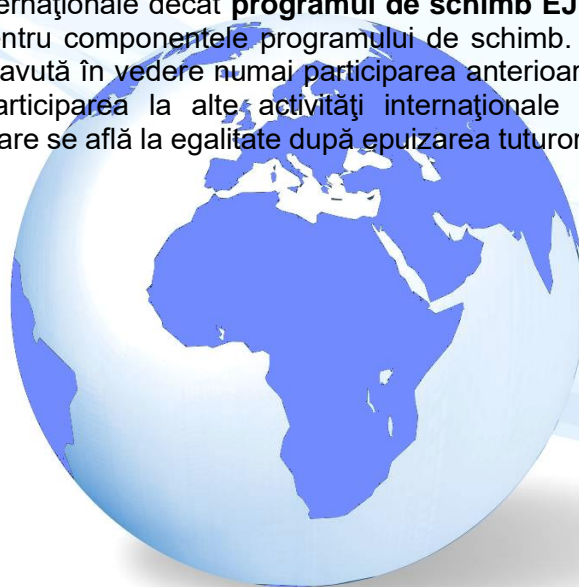 ernaţionale decât programul de schimb EJ
entru componentele programului de schimb.
avută în vedere numai participarea anterioar
articiparea la alte activităţi internaţionale
are se află la egalitate după epuizarea tuturor